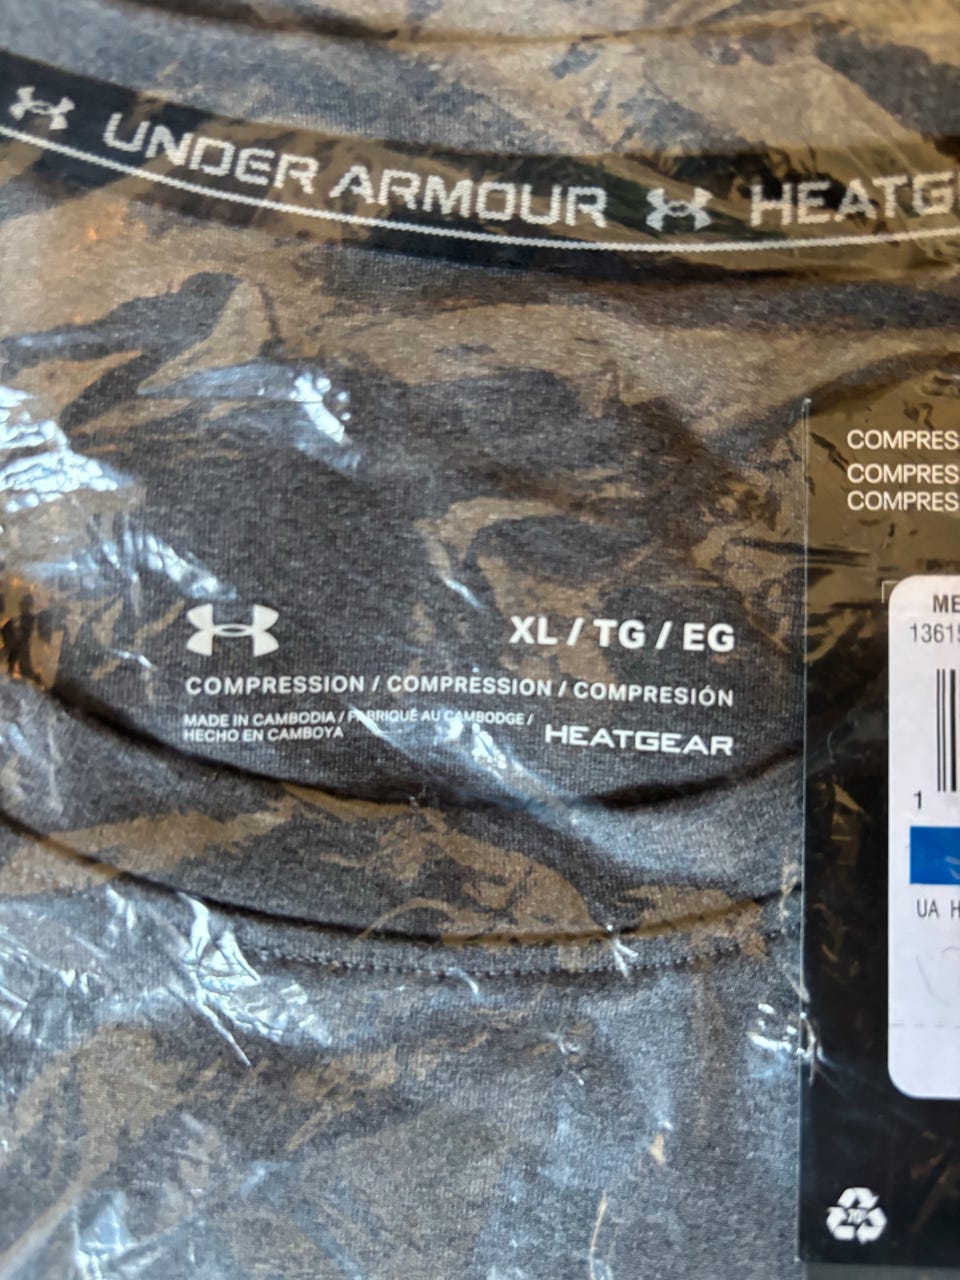 UNDER ARMOUR HEATG
XL / TG / EG
COMPRESSION / COMPRESSION / COMPRESIÓN
MADE IN CAMBODIA / FABRIQUÉ AU CAMBODGE /
HECHO EN CAMBOYA
HEATGEAR
COMPRES
COMPRES
COMPRES
ME
13615
1
UA H